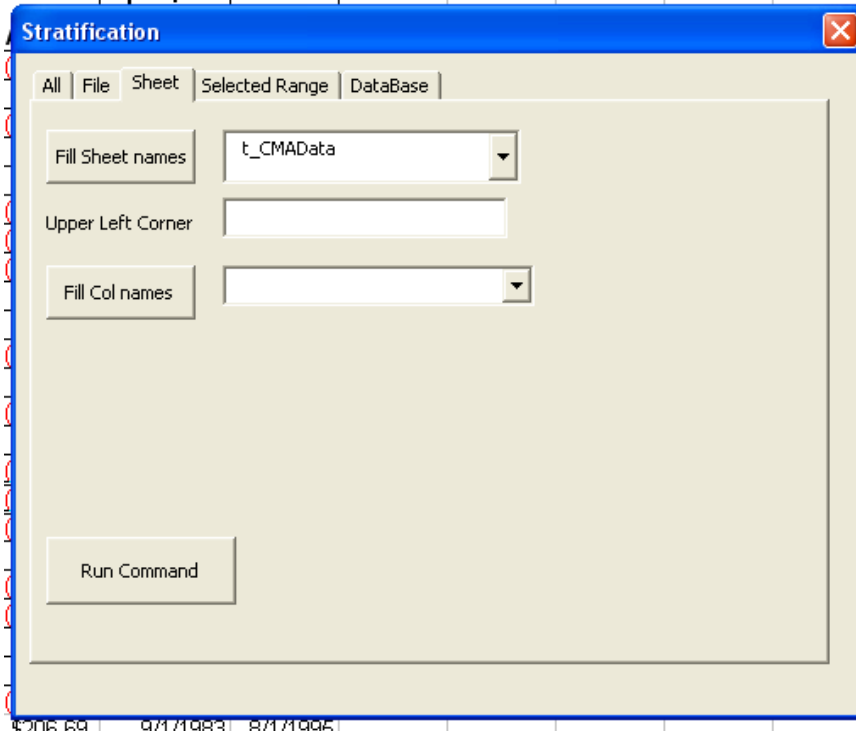 Stratification
All File Sheet Selected Range DataBase
Fill Sheet names t_CMAData
Upper Left Corner
Fill Col names
Run Command
$206.69 9/1/1983 8/1/1995